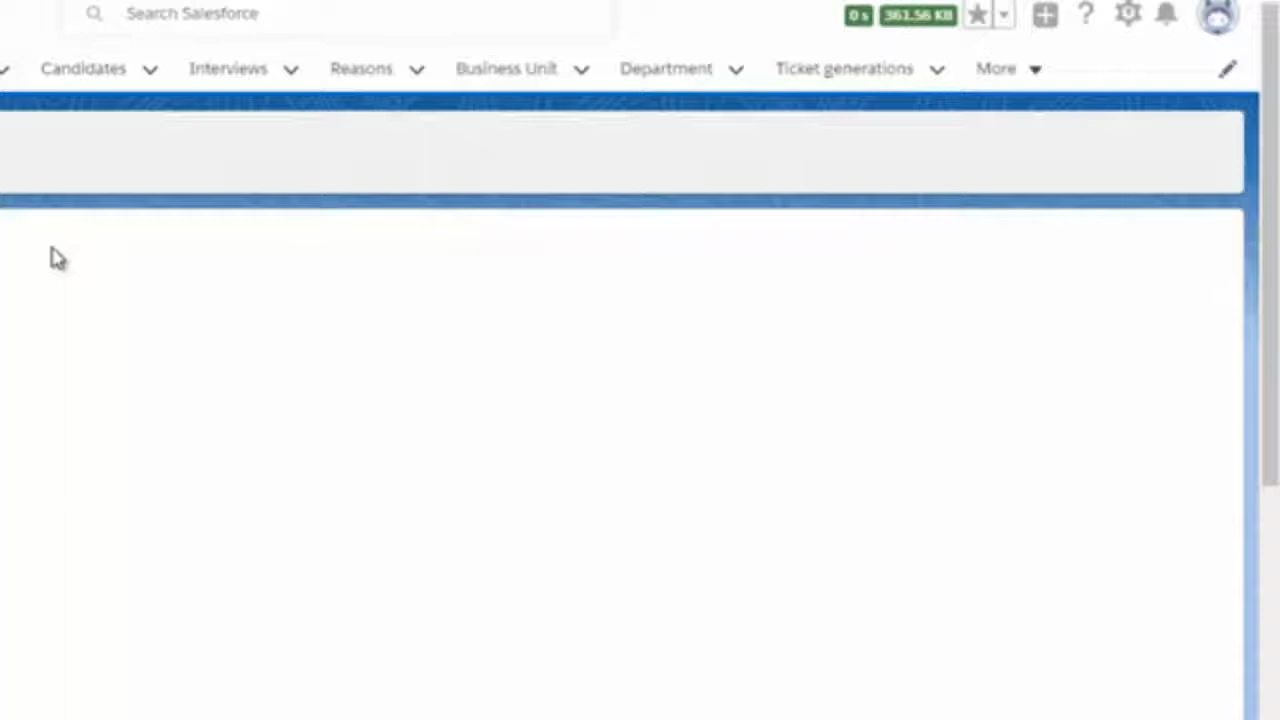 Search Salesforce
0 s 361.56 KB
Candidates Interviews Reasons Business Unit Department Ticket generations More